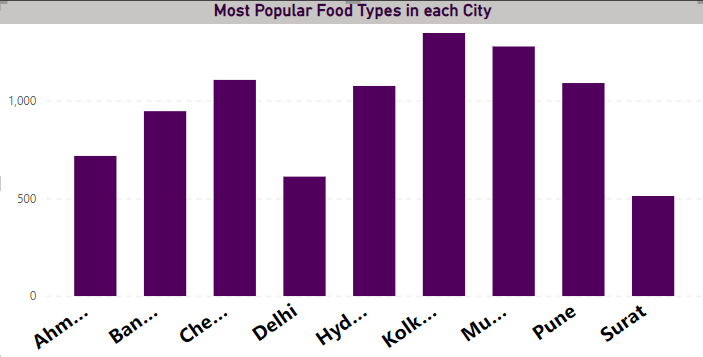 Most Popular Food Types in each City
1,000
500
0
Ahm...
Ban...
Che...
Delhi
Hyd...
Kolk...
Mu...
Pune
Surat